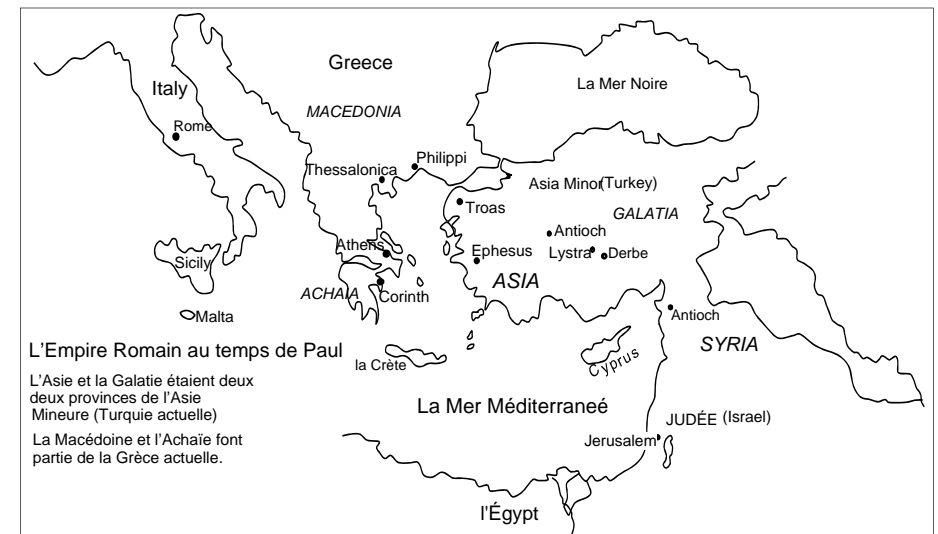 Greece
La Mer Noire
Italy
MACEDONIA
Rome
Philippi
Thessalonica
Asia Minor(Turkey)
Troas
GALATIA
Antioch
Athens
Ephesus
Lystra
Derbe
Sicily
ASIA
ACHAIA
Corinth
Malta
Antioch
SYRIA
L'Empire Romain au temps de Paul
la Crète
Cyprus
L'Asie et la Galatie étaient deux
deux provinces de l'Asie
Mineure (Turquie actuelle)
La Mer Méditerraneé
JUDÉE (Israel)
La Macédoine et l'Achaïe font
partie de la Grèce actuelle.
Jerusalem
l'Égypt